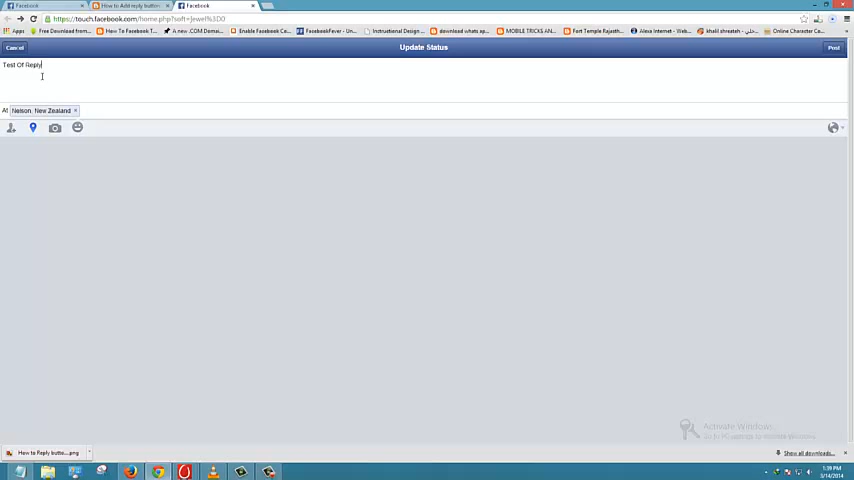 Facebook
How to Add reply button
Facebook
https://touch.facebook.com/home.php?soft=jewel%3D0
Apps
Free Download from...
How To Facebook T...
A new .COM Domai...
Enable Facebook Co...
FacebookFever - Un...
Instructional Design...
download whats ap...
MOBILE TRICKS AN...
Fort Temple Rajasth...
Alexa Internet - Web...
khalil shreateh - خليل...
Online Character Co...
Cancel
Update Status
Post
Test Of Reply
At Nelson, New Zealand ×
Activate Windows
Go to PC settings to activate Windows.
How to Reply butto...png
Show all downloads...
1:39 PM
3/14/2014